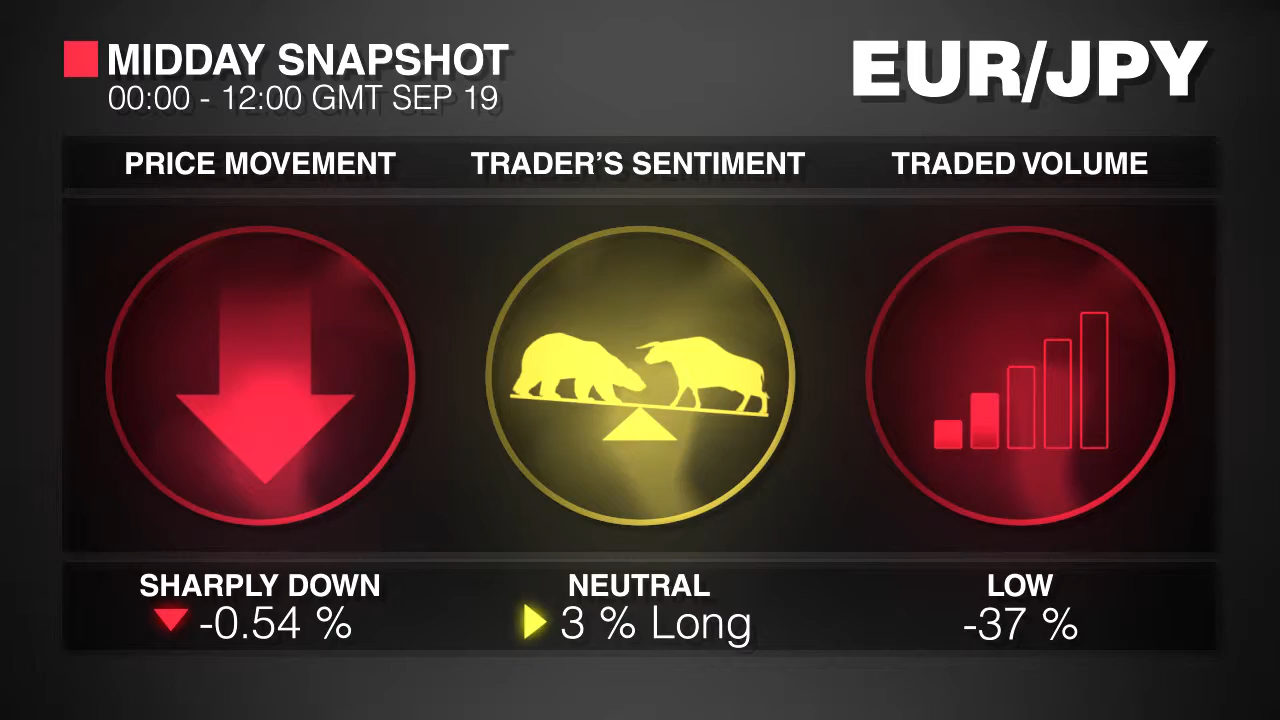 MIDDAY SNAPSHOT
00:00 - 12:00 GMT SEP 19
EUR/JPY
PRICE MOVEMENT
TRADER’S SENTIMENT
TRADED VOLUME
SHARPLY DOWN
-0.54 %
NEUTRAL
3 % Long
LOW
-37 %